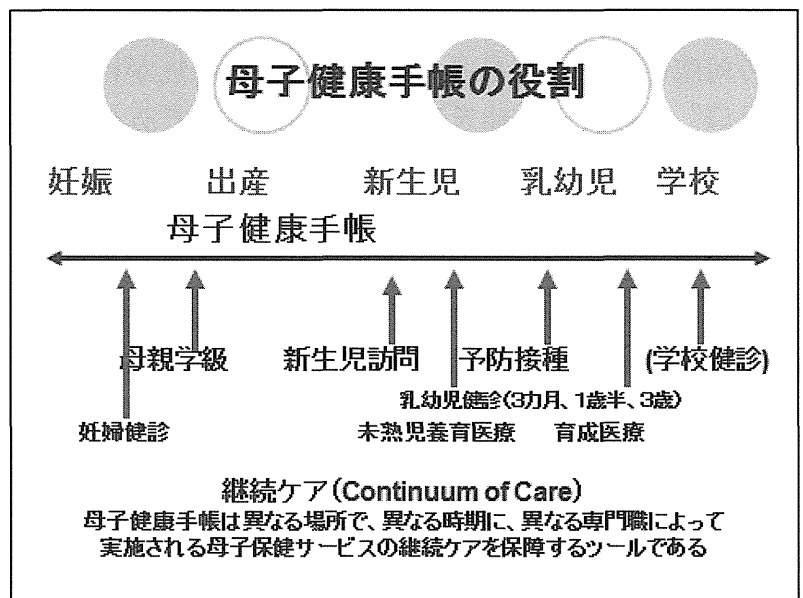 母子健康手帳の役割
妊娠 出産 新生児 乳幼児 学校
母子健康手帳
母親学級 新生児訪問 予防接種 (学校健診)
乳幼児健診(3カ月、1歳半、3歳)
妊婦健診 未熟児養育医療 育成医療
継続ケア(Continuum of Care)
母子健康手帳は異なる場所で、異なる時期に、異なる専門職によって
実施される母子保健サービスの継続ケアを保障するツールである